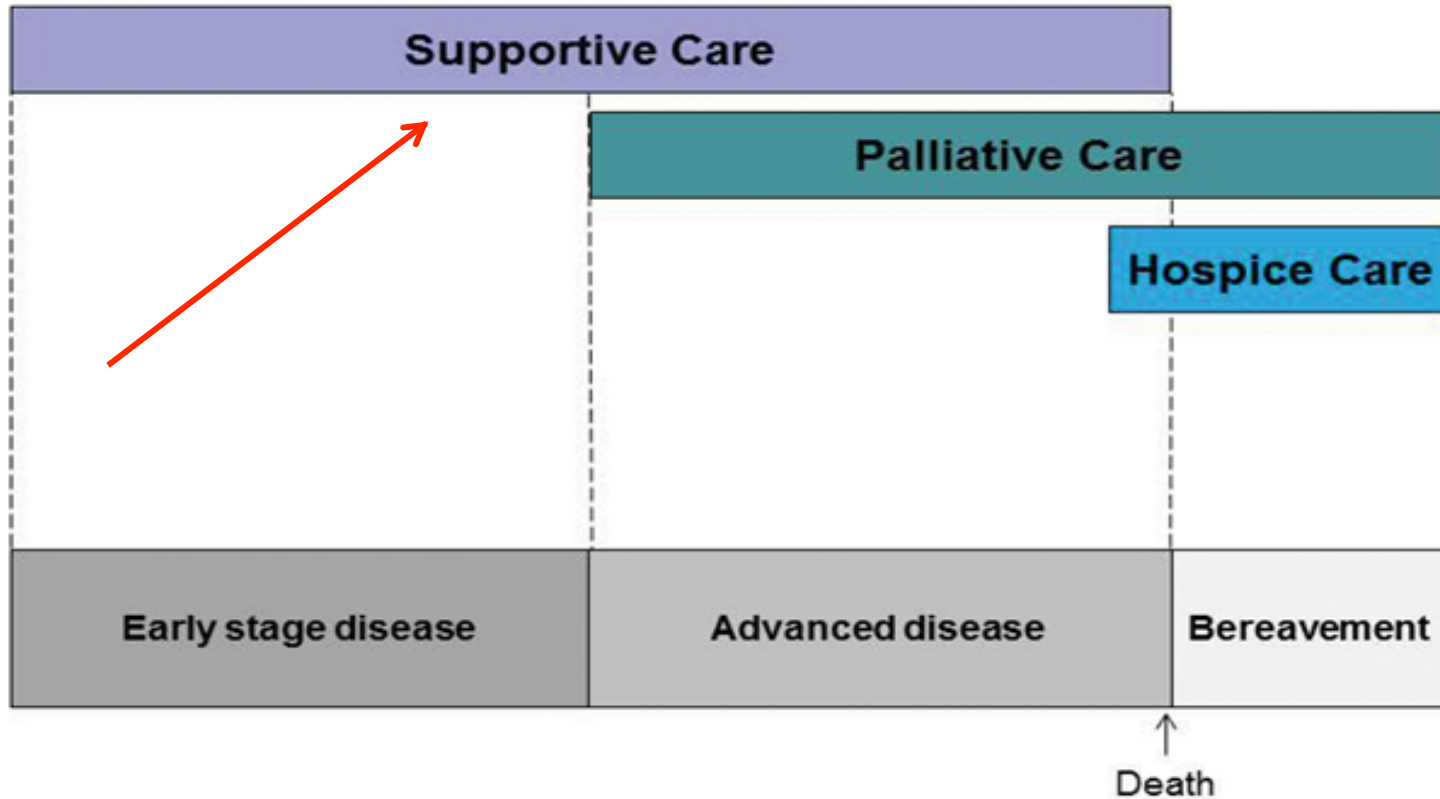 Supportive Care
Palliative Care
Hospice Care
Early stage disease
Advanced disease
Bereavement
Death